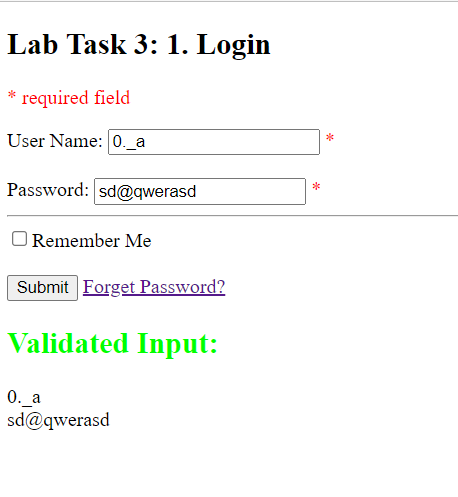 Lab Task 3: 1. Login
* required field
User Name: 0._a *
Password: sd@qwerasd *
Remember Me
Submit Forget Password?
Validated Input:
0._a
sd@qwerasd